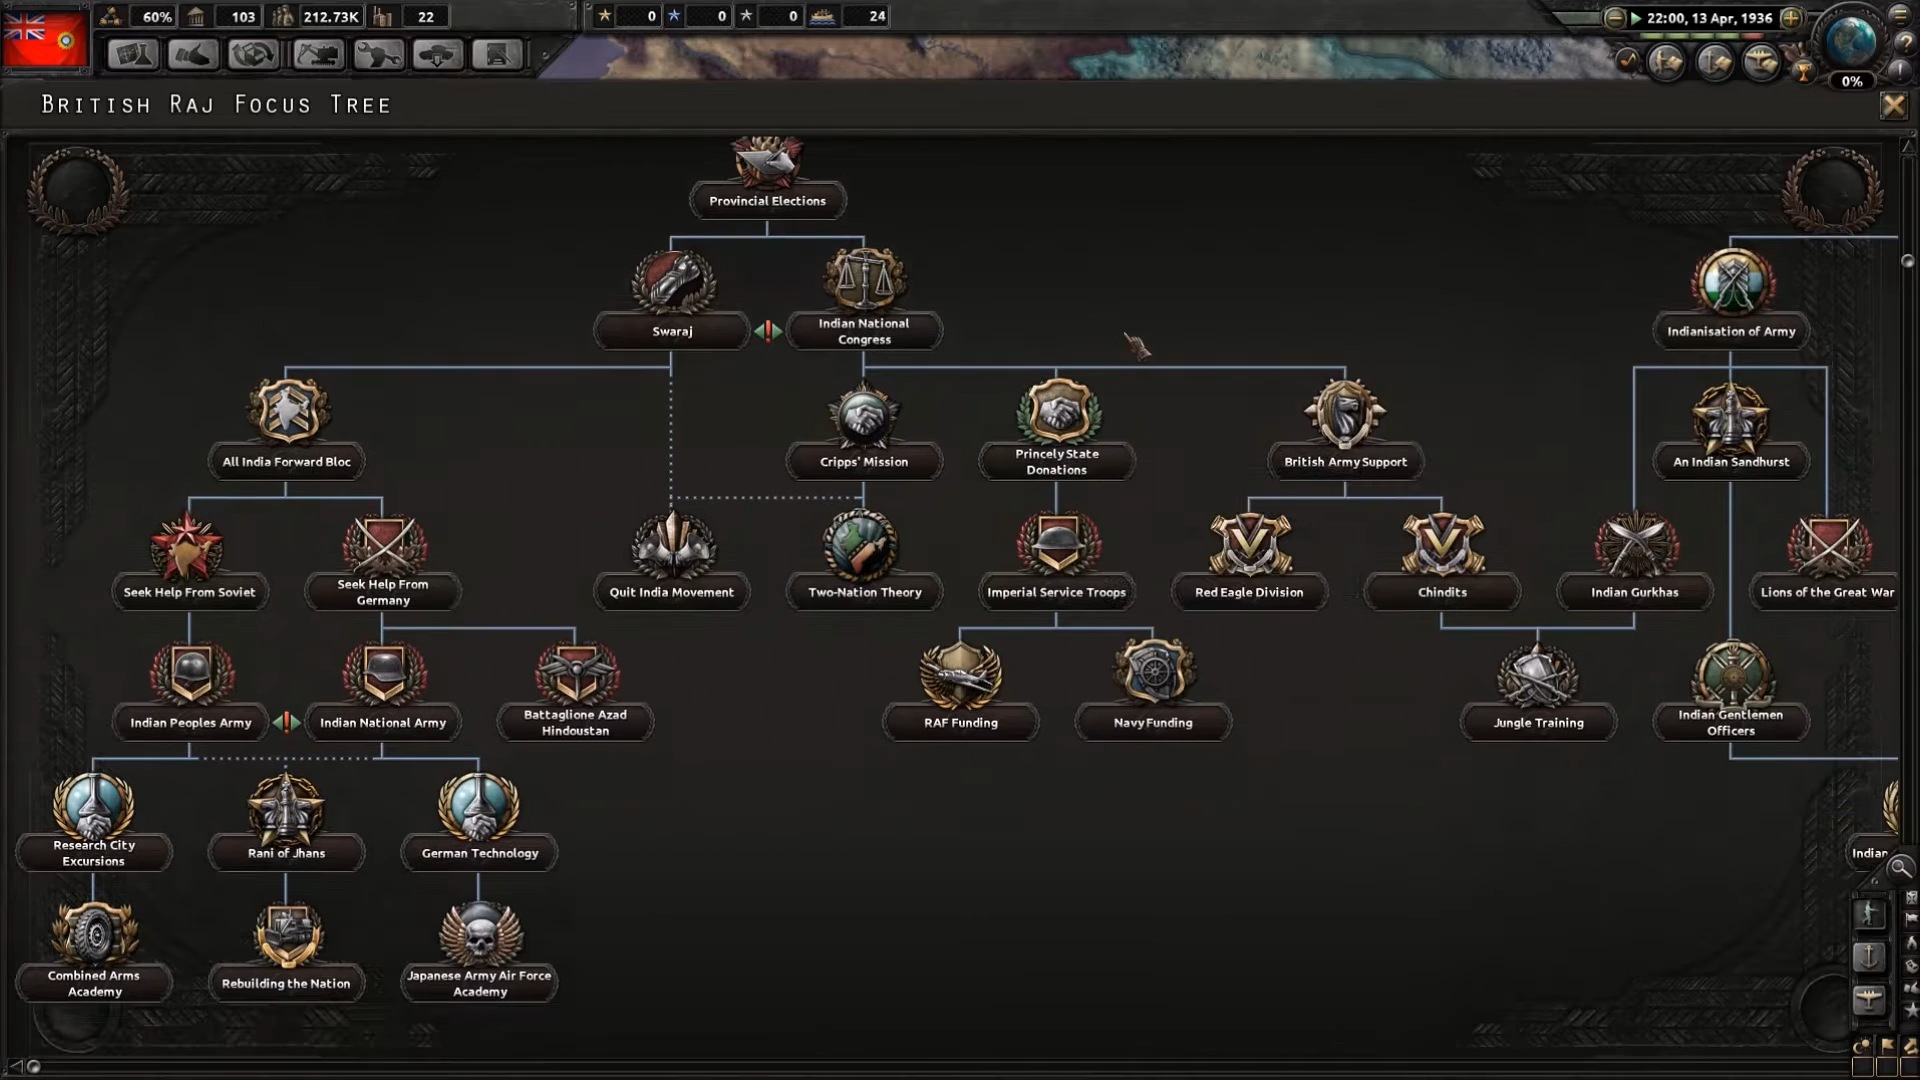 60%
103
212.73K
22
0
0
0
24
22:00, 13 Apr, 1936
0%
British Raj Focus Tree
Provincial Elections
Swaraj
Indian National
Congress
Indianisation of Army
All India Forward Bloc
Cripps' Mission
Princely State
Donations
British Army Support
An Indian Sandhurst
Seek Help From Soviet
Seek Help From
Germany
Quit India Movement
Two-Nation Theory
Imperial Service Troops
Red Eagle Division
Chindits
Indian Gurkhas
Lions of the Great War
Indian Peoples Army
Indian National Army
Battaglione Azad
Hindoustan
RAF Funding
Navy Funding
Jungle Training
Indian Gentlemen
Officers
Research City
Excursions
Rani of Jhans
German Technology
Indian
Combined Arms
Academy
Rebuilding the Nation
Japanese Army Air Force
Academy